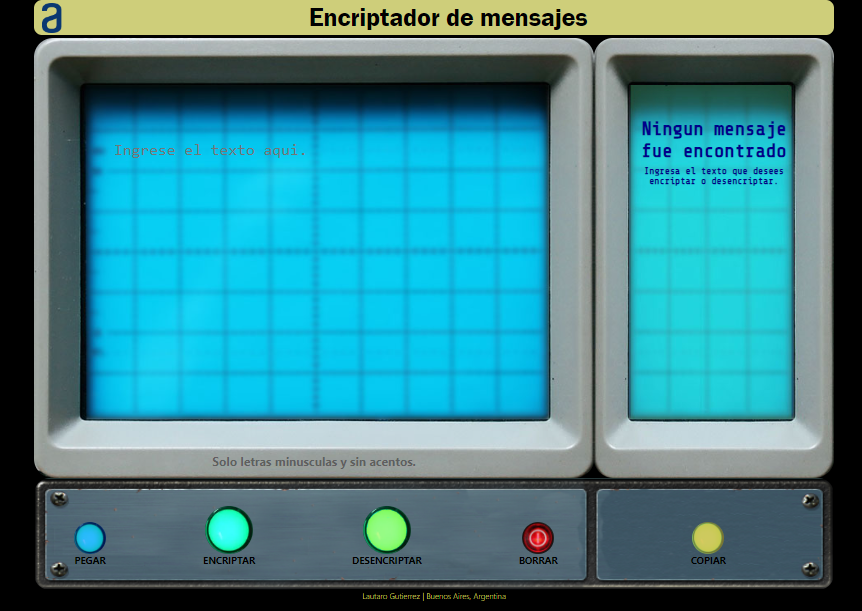 a
Encriptador de mensajes
Ingrese el texto aqui.
Ningun mensaje
fue encontrado
Ingresa el texto que desees
encriptar o desencriptar.
Solo letras minusculas y sin acentos.
PEGAR
ENCRIPTAR
DESENCRIPTAR
BORRAR
COPIAR
Lautaro Gutierrez | Buenos Aires, Argentina